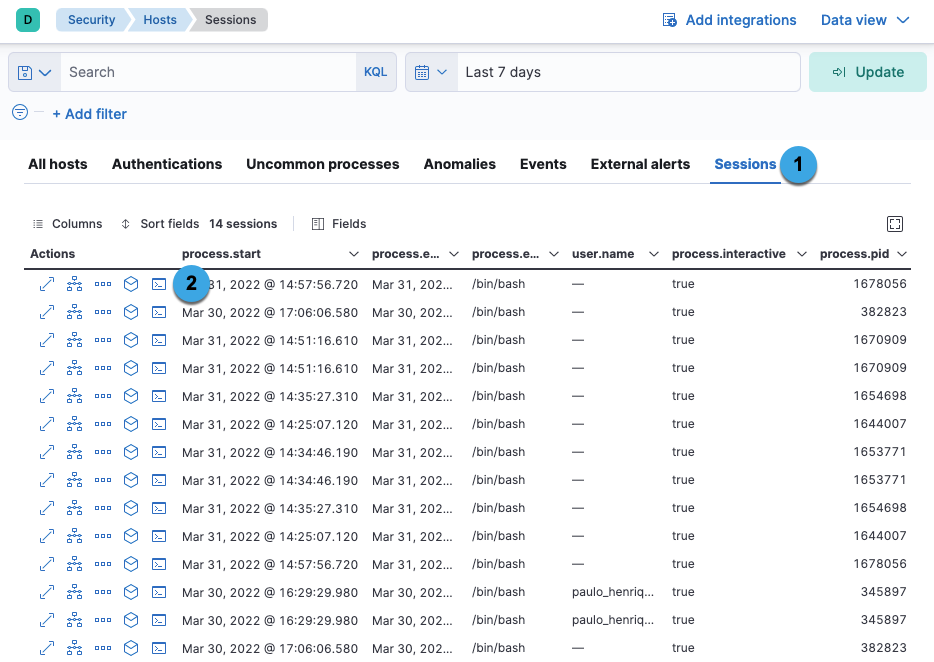 D Security Hosts Sessions Add integrations Data view
Search KQL Last 7 days Update
+ Add filter
All hosts Authentications Uncommon processes Anomalies Events External alerts Sessions 1
Columns Sort fields 14 sessions Fields
Actions process.start process.e... process.e... user.name process.interactive process.pid
2 31, 2022 @ 14:57:56.720 Mar 31, 202... /bin/bash — true 1678056
Mar 30, 2022 @ 17:06:06.580 Mar 30, 202... /bin/bash — true 382823
Mar 31, 2022 @ 14:51:16.610 Mar 31, 202... /bin/bash — true 1670909
Mar 31, 2022 @ 14:51:16.610 Mar 31, 202... /bin/bash — true 1670909
Mar 31, 2022 @ 14:35:27.310 Mar 31, 202... /bin/bash — true 1654698
Mar 31, 2022 @ 14:25:07.120 Mar 31, 202... /bin/bash — true 1644007
Mar 31, 2022 @ 14:34:46.190 Mar 31, 202... /bin/bash — true 1653771
Mar 31, 2022 @ 14:34:46.190 Mar 31, 202... /bin/bash — true 1653771
Mar 31, 2022 @ 14:35:27.310 Mar 31, 202... /bin/bash — true 1654698
Mar 31, 2022 @ 14:25:07.120 Mar 31, 202... /bin/bash — true 1644007
Mar 31, 2022 @ 14:57:56.720 Mar 31, 202... /bin/bash — true 1678056
Mar 30, 2022 @ 16:29:29.980 Mar 30, 202... /bin/bash paulo_henriq... true 345897
Mar 30, 2022 @ 16:29:29.980 Mar 30, 202... /bin/bash paulo_henriq... true 345897
Mar 30, 2022 @ 17:06:06.580 Mar 30, 202... /bin/bash — true 382823